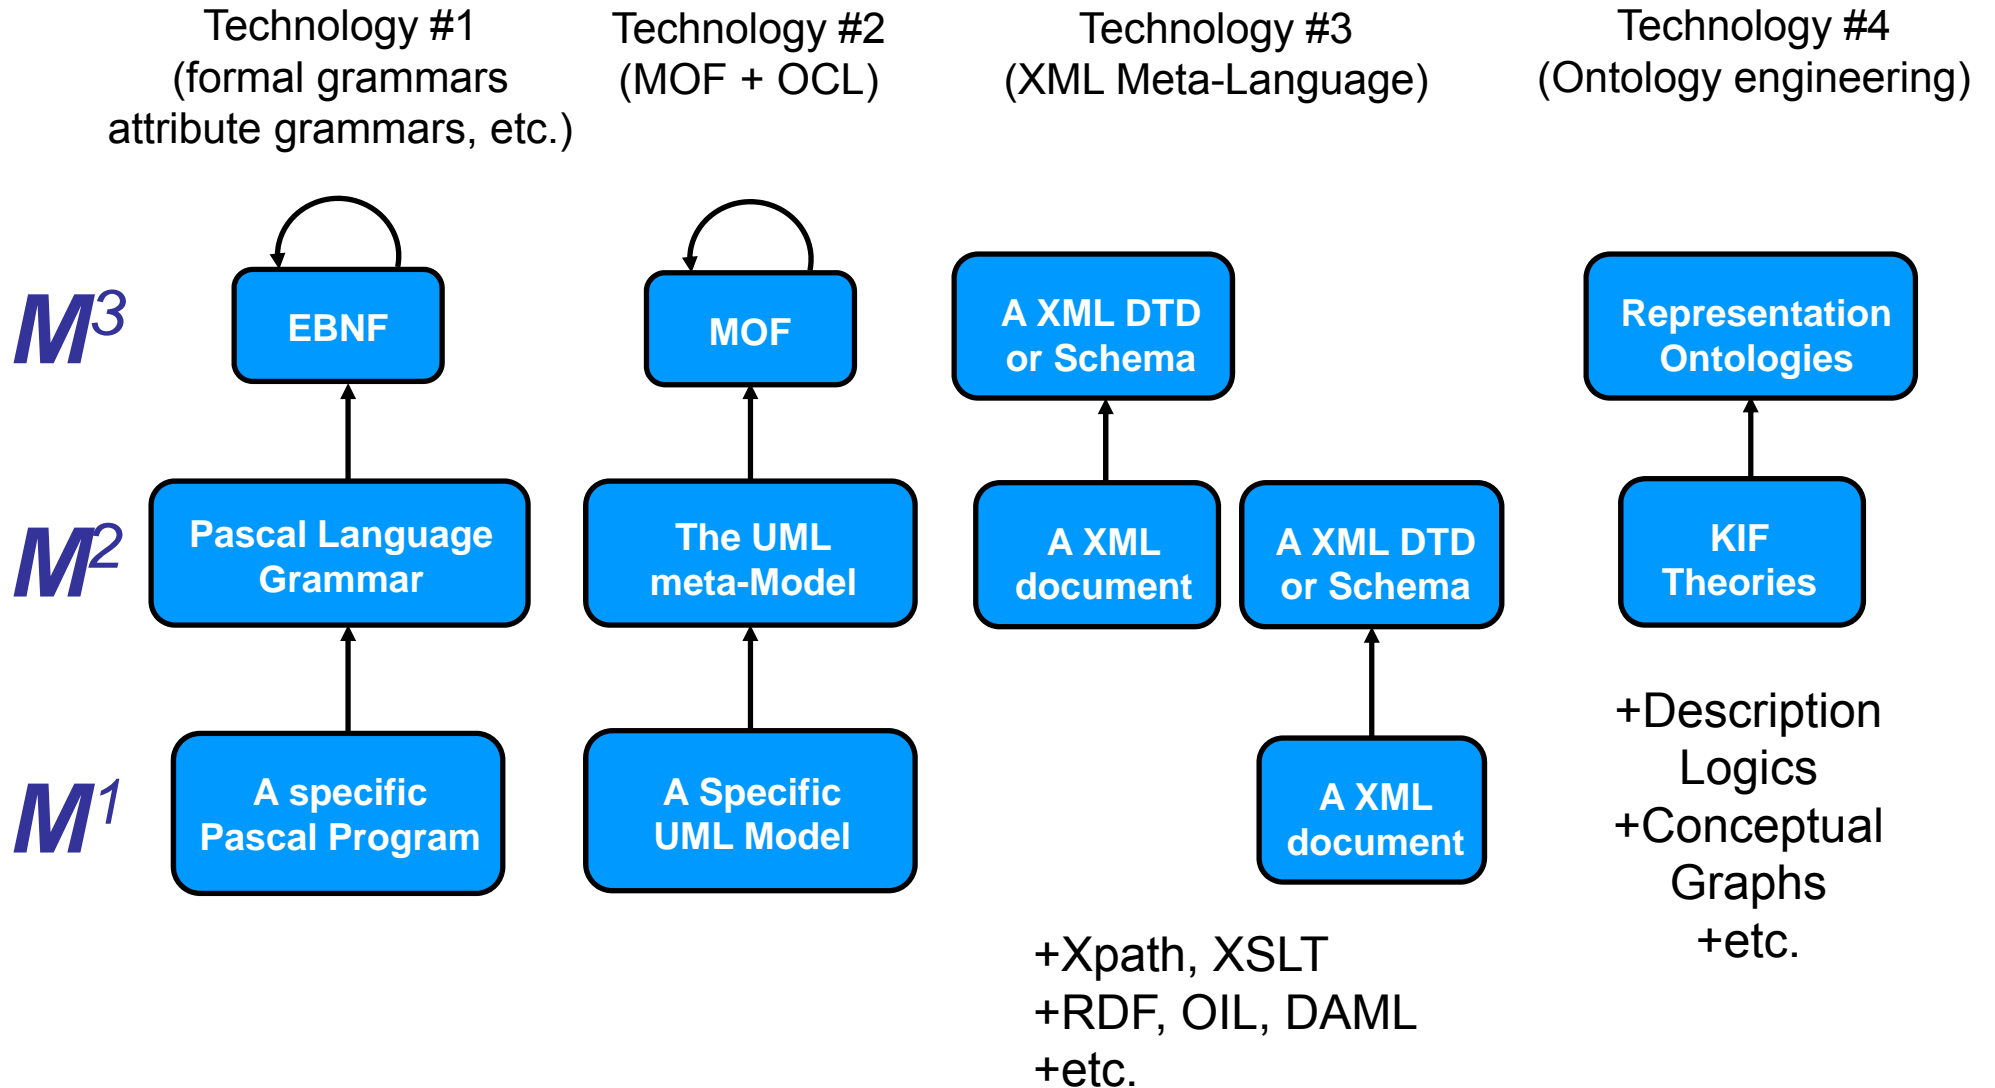 Technology #1
(formal grammars
attribute grammars, etc.)
Technology #2
(MOF + OCL)
Technology #3
(XML Meta-Language)
Technology #4
(Ontology engineering)
M3
EBNF
MOF
A XML DTD
or Schema
Representation
Ontologies
M2
Pascal Language
Grammar
The UML
meta-Model
A XML
document
A XML DTD
or Schema
KIF
Theories
M1
A specific
Pascal Program
A Specific
UML Model
A XML
document
+Description
Logics
+Conceptual
Graphs
+etc.
+Xpath, XSLT
+RDF, OIL, DAML
+etc.